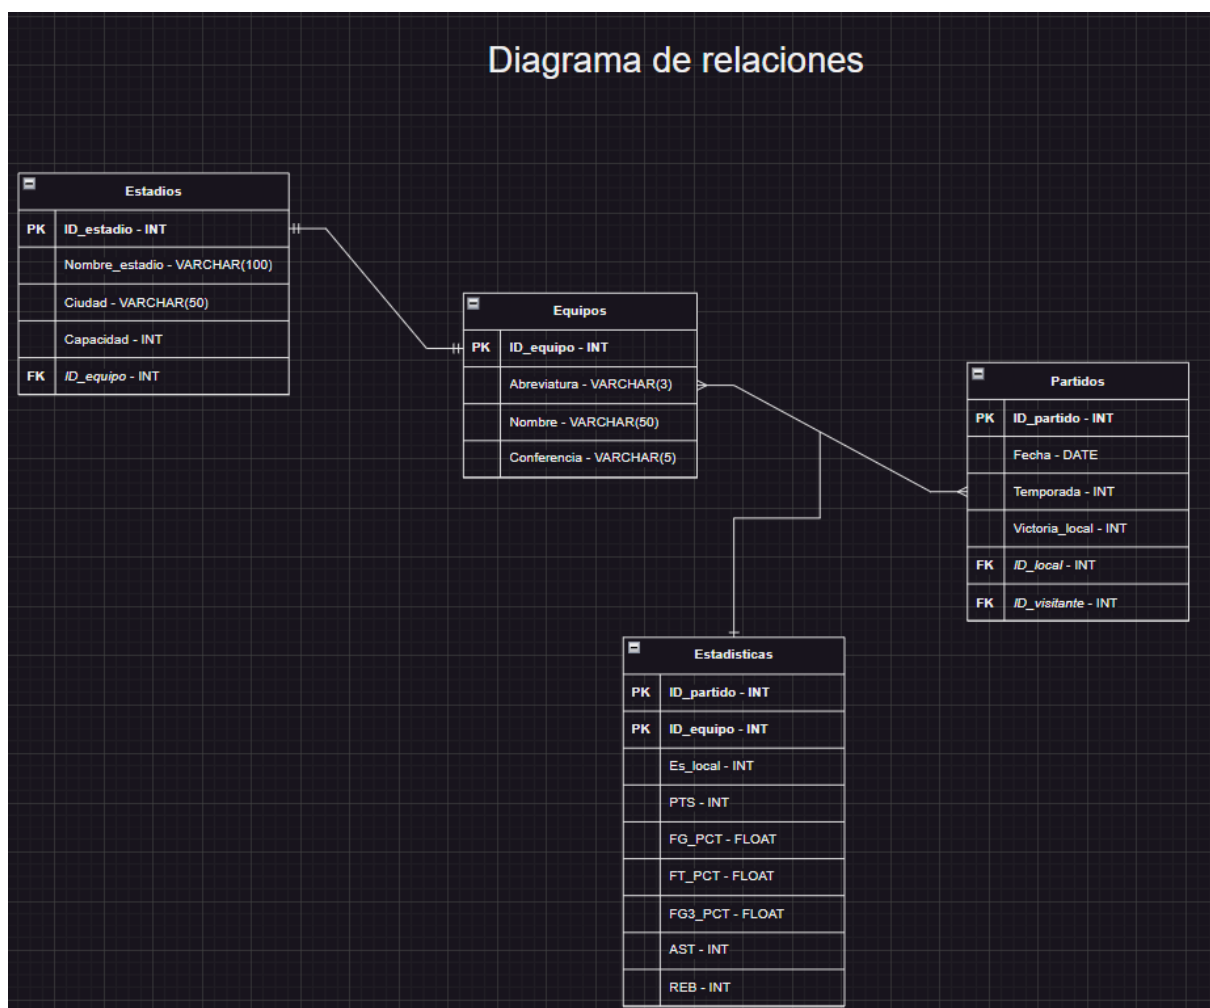 Diagrama de relaciones
Estadios
PK ID_estadio - INT
Nombre_estadio - VARCHAR(100)
Ciudad - VARCHAR(50)
Capacidad - INT
FK ID_equipo - INT
Equipos
PK ID_equipo - INT
Abreviatura - VARCHAR(3)
Nombre - VARCHAR(50)
Conferencia - VARCHAR(5)
Partidos
PK ID_partido - INT
Fecha - DATE
Temporada - INT
Victoria_local - INT
FK ID_local - INT
FK ID_visitante - INT
Estadisticas
PK ID_partido - INT
PK ID_equipo - INT
Es_local - INT
PTS - INT
FG_PCT - FLOAT
FT_PCT - FLOAT
FG3_PCT - FLOAT
AST - INT
REB - INT